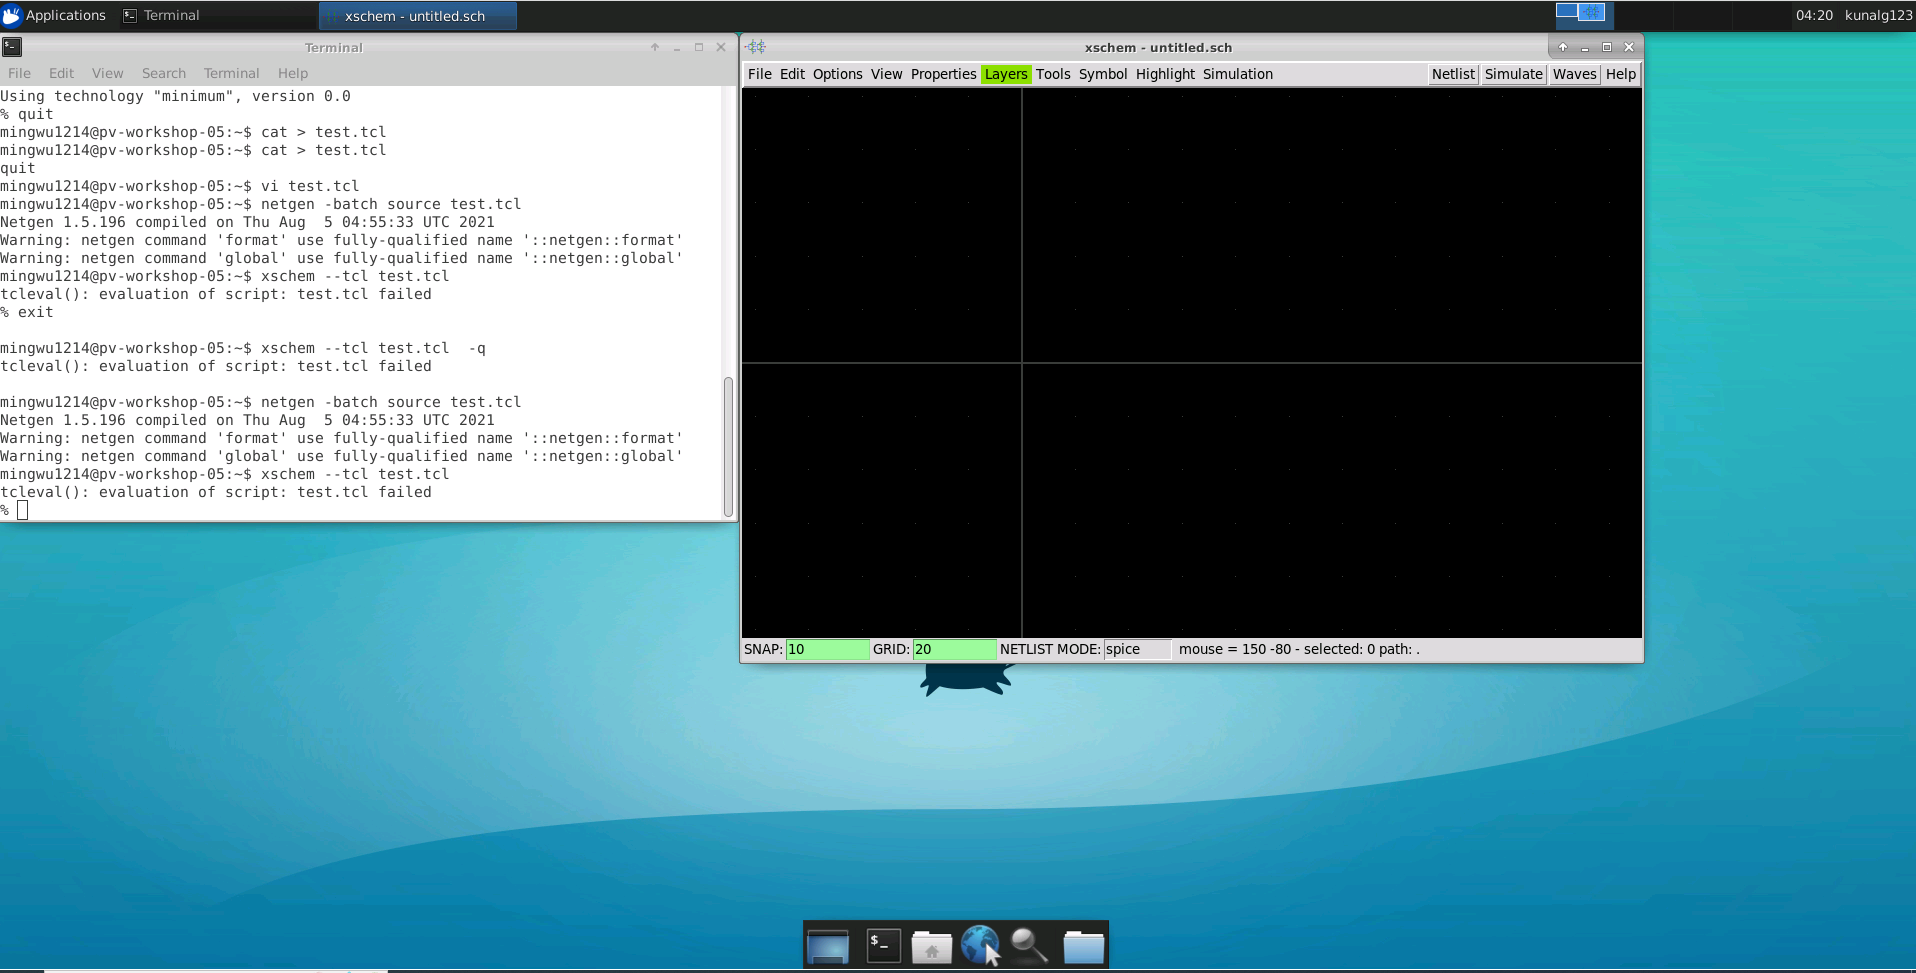 Applications
Terminal
xschem - untitled.sch
04:20
kunalg123
Terminal
File Edit View Search Terminal Help
Using technology "minimum", version 0.0
% quit
mingwu1214@pv-workshop-05:~$ cat > test.tcl
mingwu1214@pv-workshop-05:~$ cat > test.tcl
quit
mingwu1214@pv-workshop-05:~$ vi test.tcl
mingwu1214@pv-workshop-05:~$ netgen -batch source test.tcl
Netgen 1.5.196 compiled on Thu Aug  5 04:55:33 UTC 2021
Warning: netgen command 'format' use fully-qualified name '::netgen::format'
Warning: netgen command 'global' use fully-qualified name '::netgen::global'
mingwu1214@pv-workshop-05:~$ xschem --tcl test.tcl
tcleval(): evaluation of script: test.tcl failed
% exit
mingwu1214@pv-workshop-05:~$ xschem --tcl test.tcl  -q
tcleval(): evaluation of script: test.tcl failed
mingwu1214@pv-workshop-05:~$ netgen -batch source test.tcl
Netgen 1.5.196 compiled on Thu Aug  5 04:55:33 UTC 2021
Warning: netgen command 'format' use fully-qualified name '::netgen::format'
Warning: netgen command 'global' use fully-qualified name '::netgen::global'
mingwu1214@pv-workshop-05:~$ xschem --tcl test.tcl
tcleval(): evaluation of script: test.tcl failed
%
xschem - untitled.sch
File Edit Options View Properties Layers Tools Symbol Highlight Simulation Netlist Simulate Waves Help
SNAP: 10 GRID: 20 NETLIST MODE: spice mouse = 150 -80 - selected: 0 path: .
$_